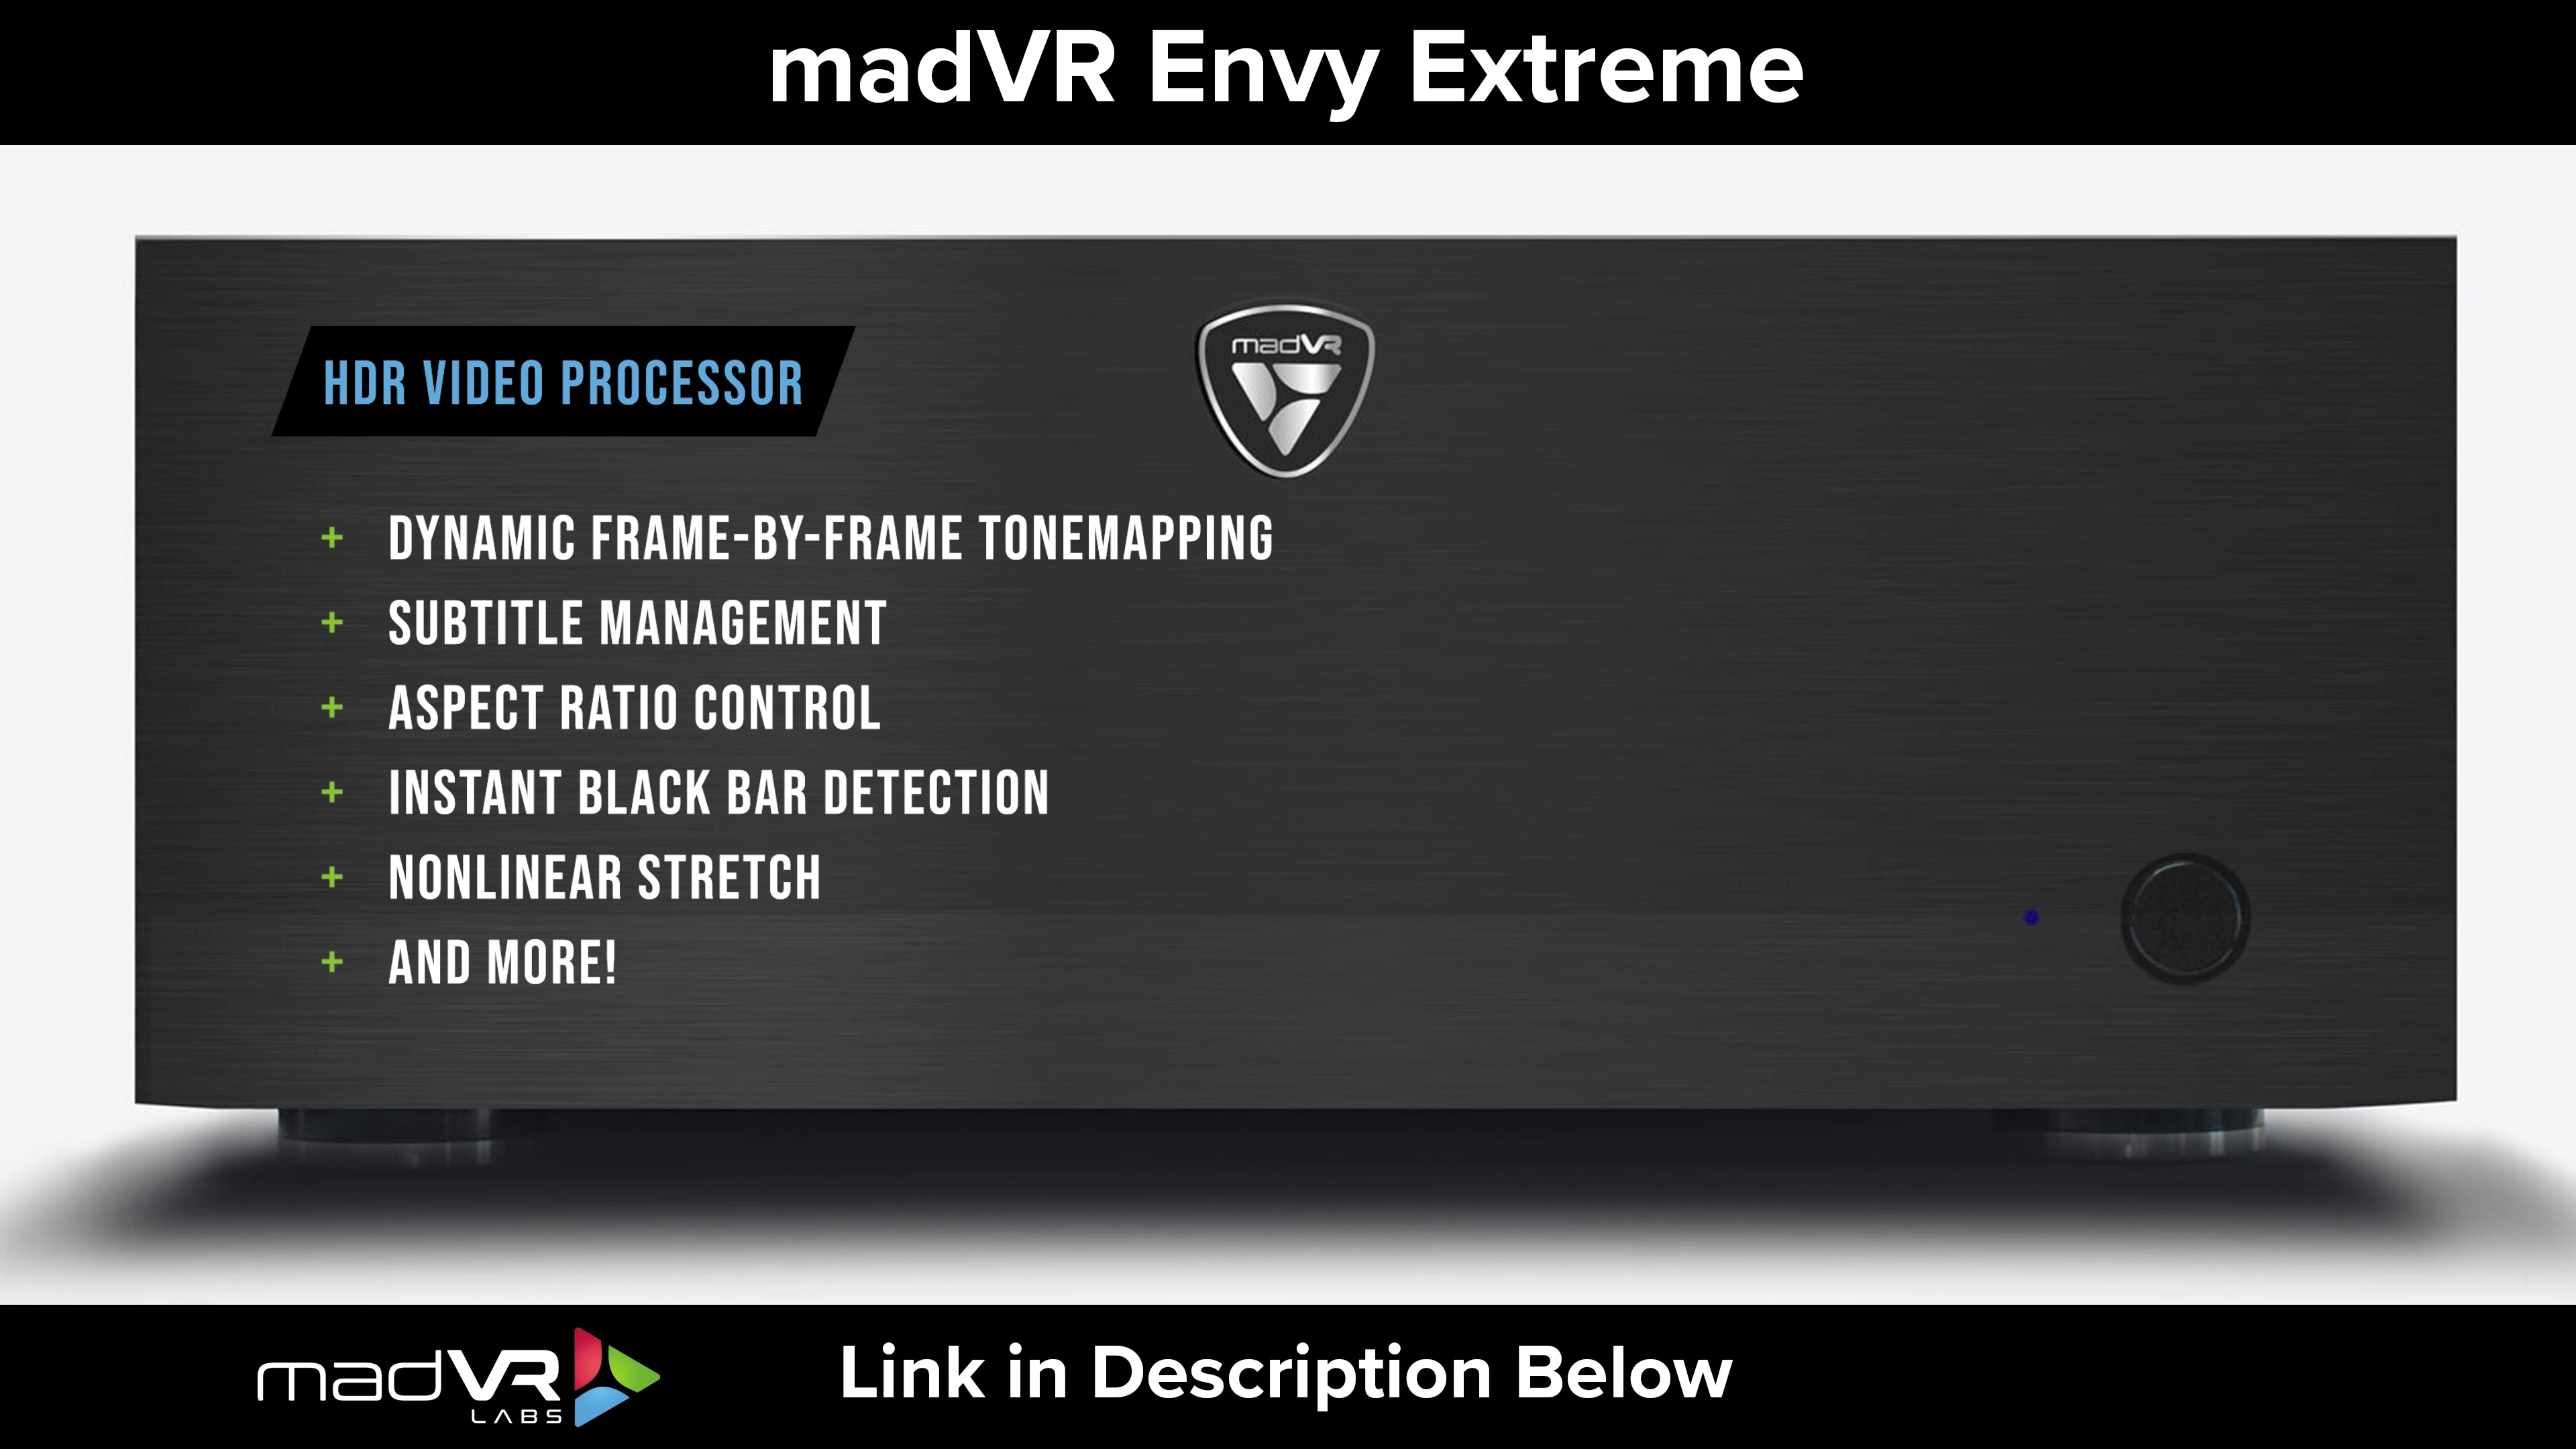 madVR Envy Extreme
madVR
HDR VIDEO PROCESSOR
+ DYNAMIC FRAME-BY-FRAME TONEMAPPING
+ SUBTITLE MANAGEMENT
+ ASPECT RATIO CONTROL
+ INSTANT BLACK BAR DETECTION
+ NONLINEAR STRETCH
+ AND MORE!
madVR
LABS
Link in Description Below